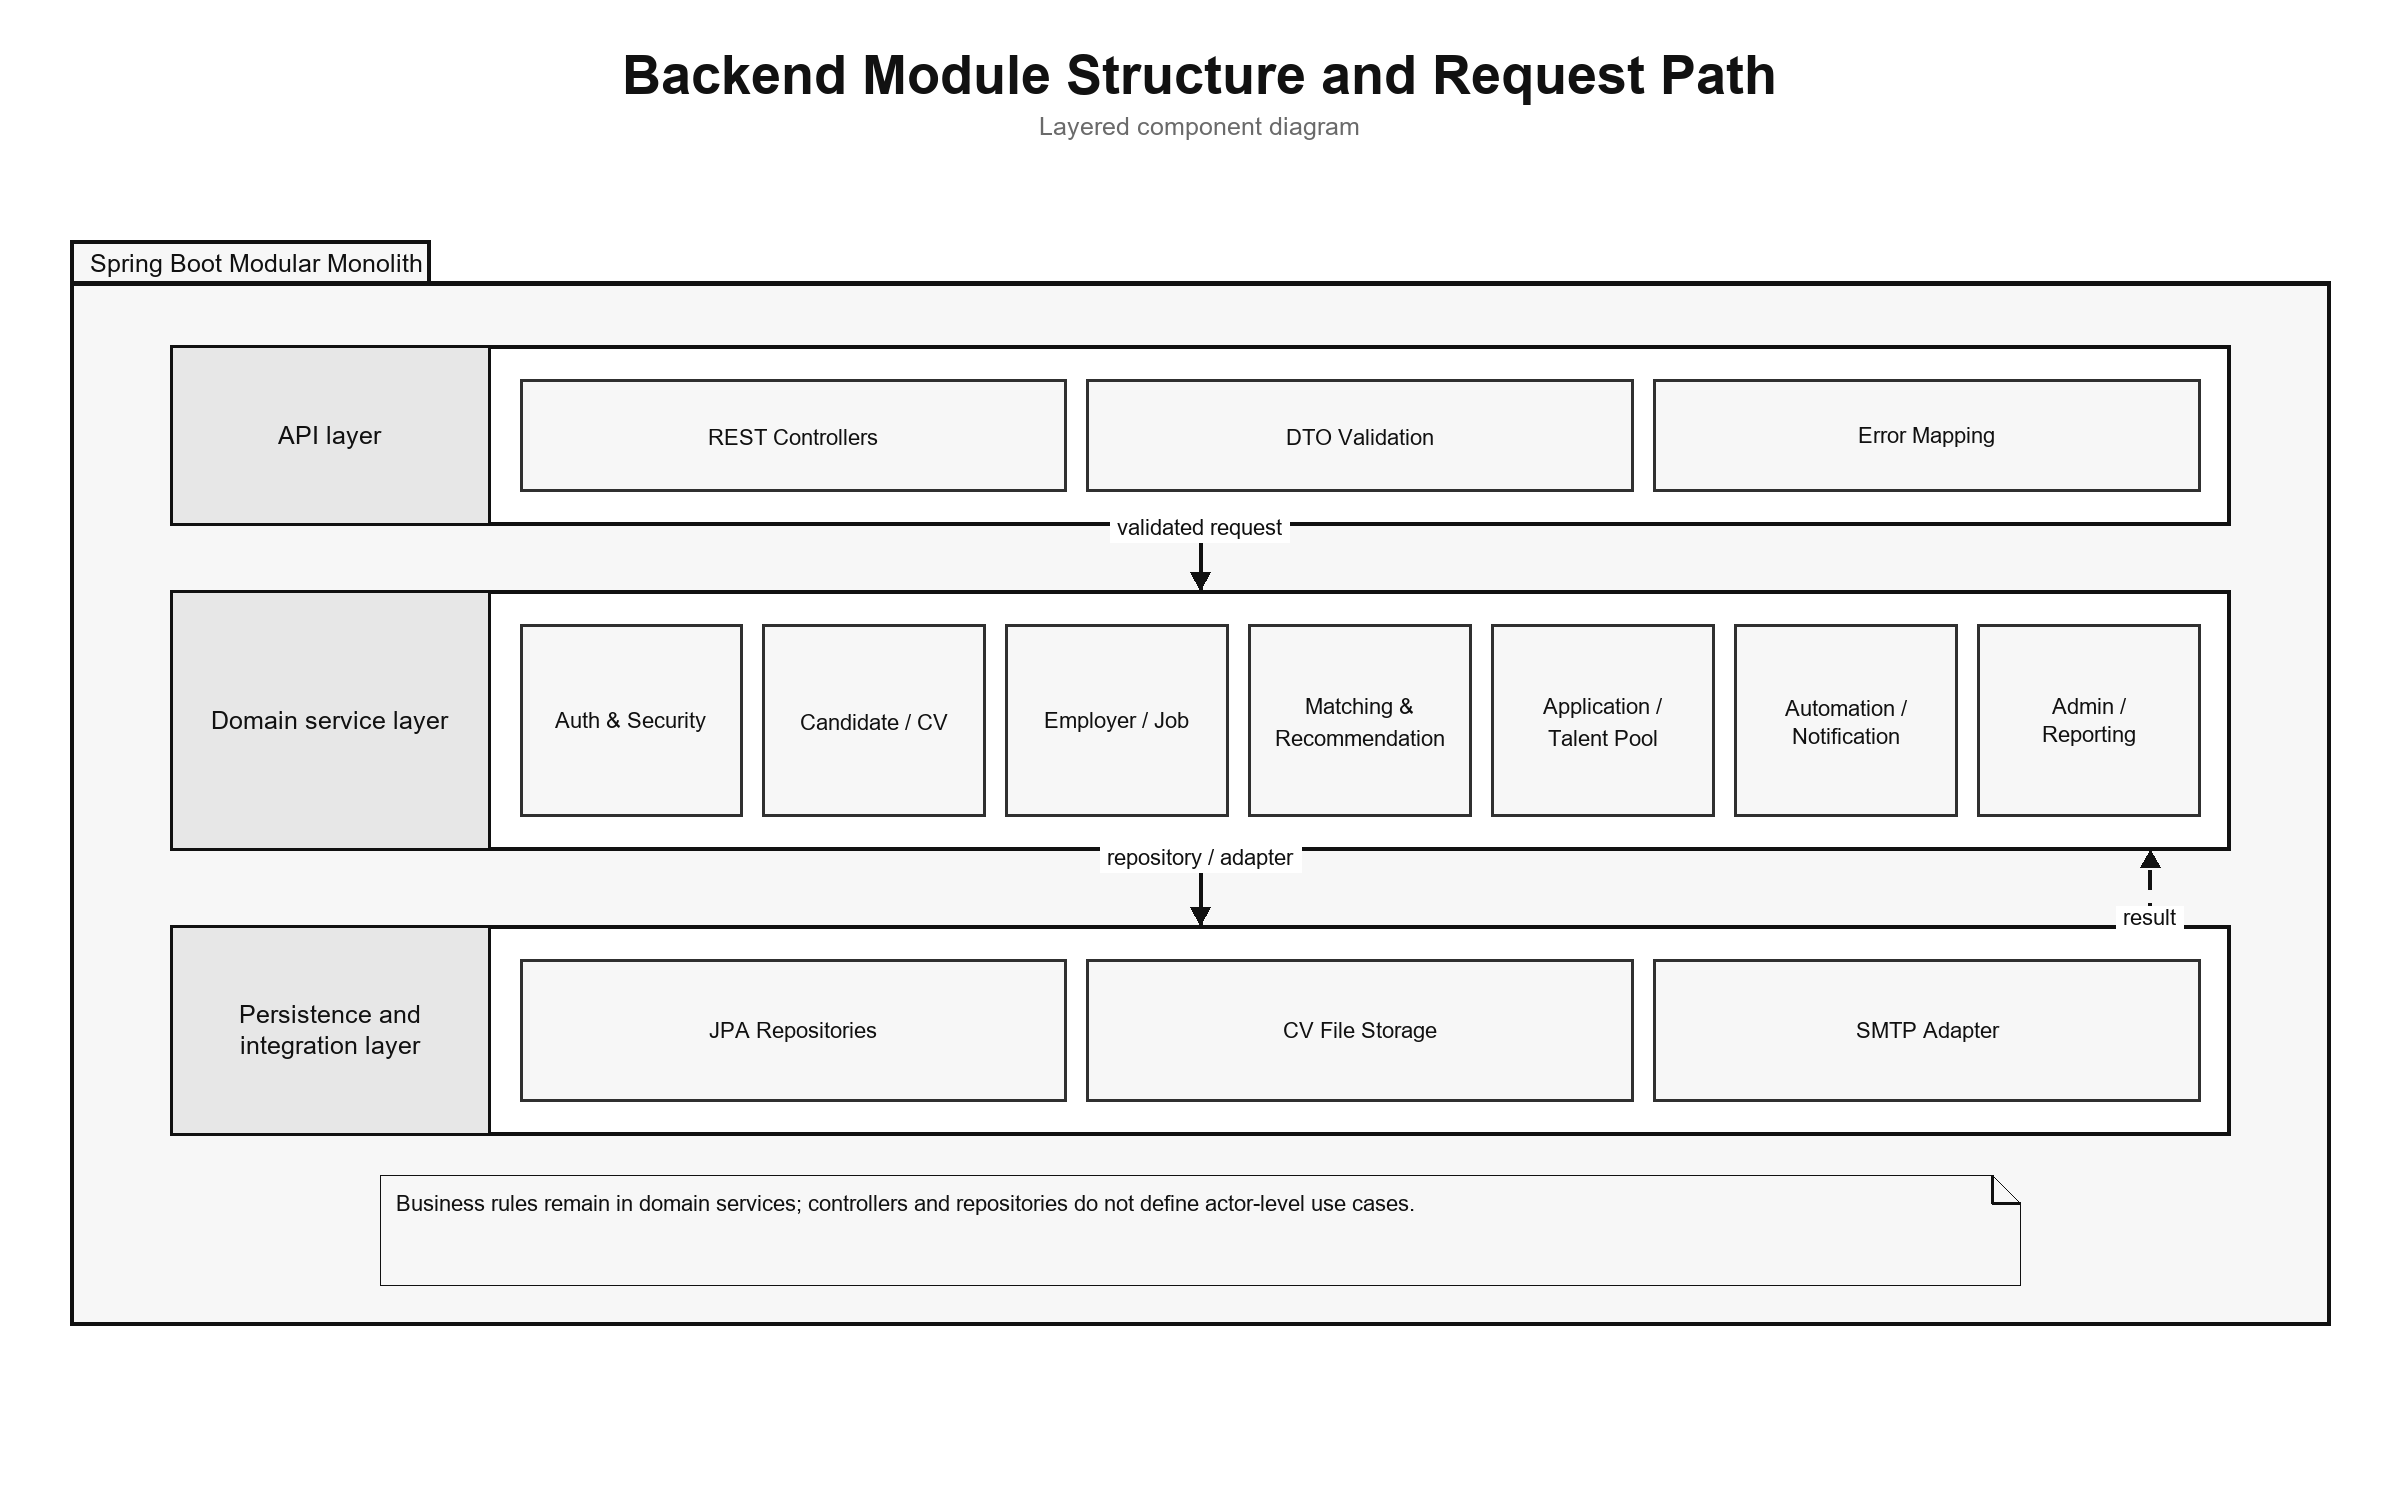 Backend Module Structure and Request Path
Layered component diagram
Spring Boot Modular Monolith
API layer
REST Controllers
DTO Validation
Error Mapping
validated request
Domain service layer
Auth & Security
Candidate / CV
Employer / Job
Matching &
Recommendation
Application /
Talent Pool
Automation /
Notification
Admin /
Reporting
repository / adapter
result
Persistence and
integration layer
JPA Repositories
CV File Storage
SMTP Adapter
Business rules remain in domain services; controllers and repositories do not define actor-level use cases.